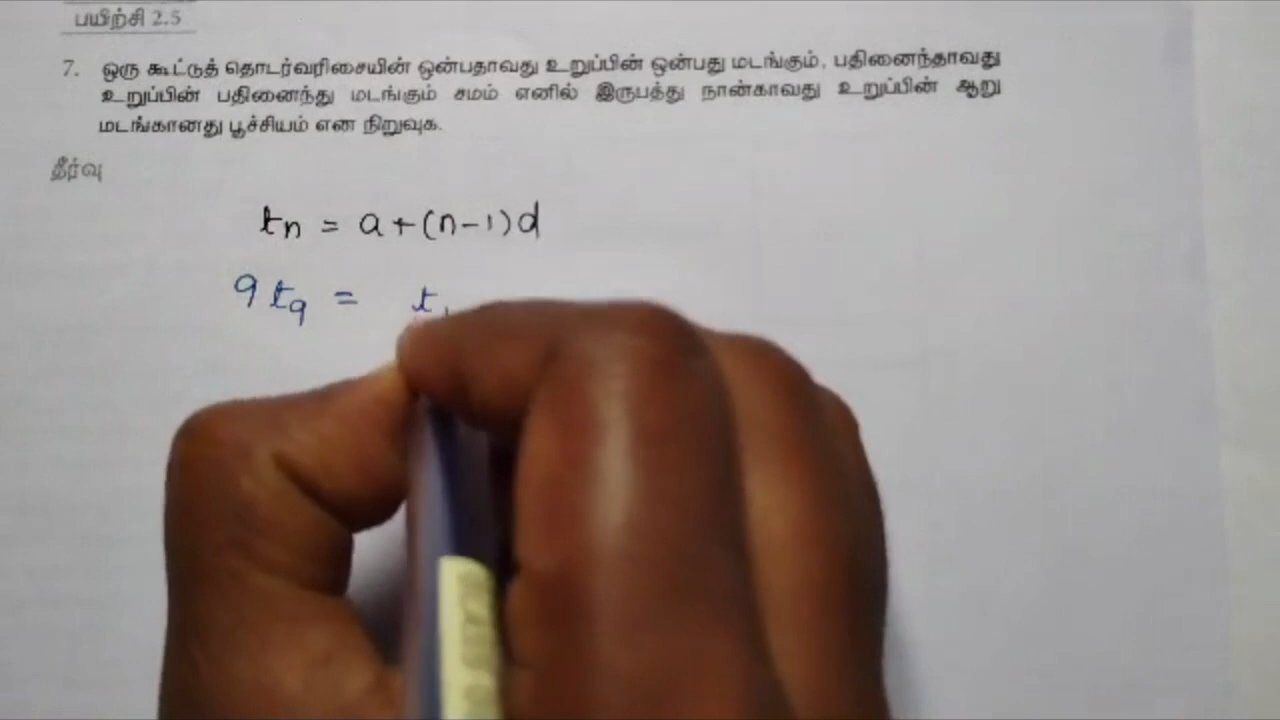 பயிற்சி 2.5
7. ஒரு கூட்டுத் தொடர்வரிசையின் ஒன்பதாவது உறுப்பின் ஒன்பது மடங்கும், பதினைந்தாவது
உறுப்பின் பதினைந்து மடங்கும் சமம் எனில் இருபத்து நான்காவது உறுப்பின் ஆறு
மடங்கானது பூச்சியம் என நிறுவுக.
தீர்வு
tn = a+(n-1)d
9 t9 = t